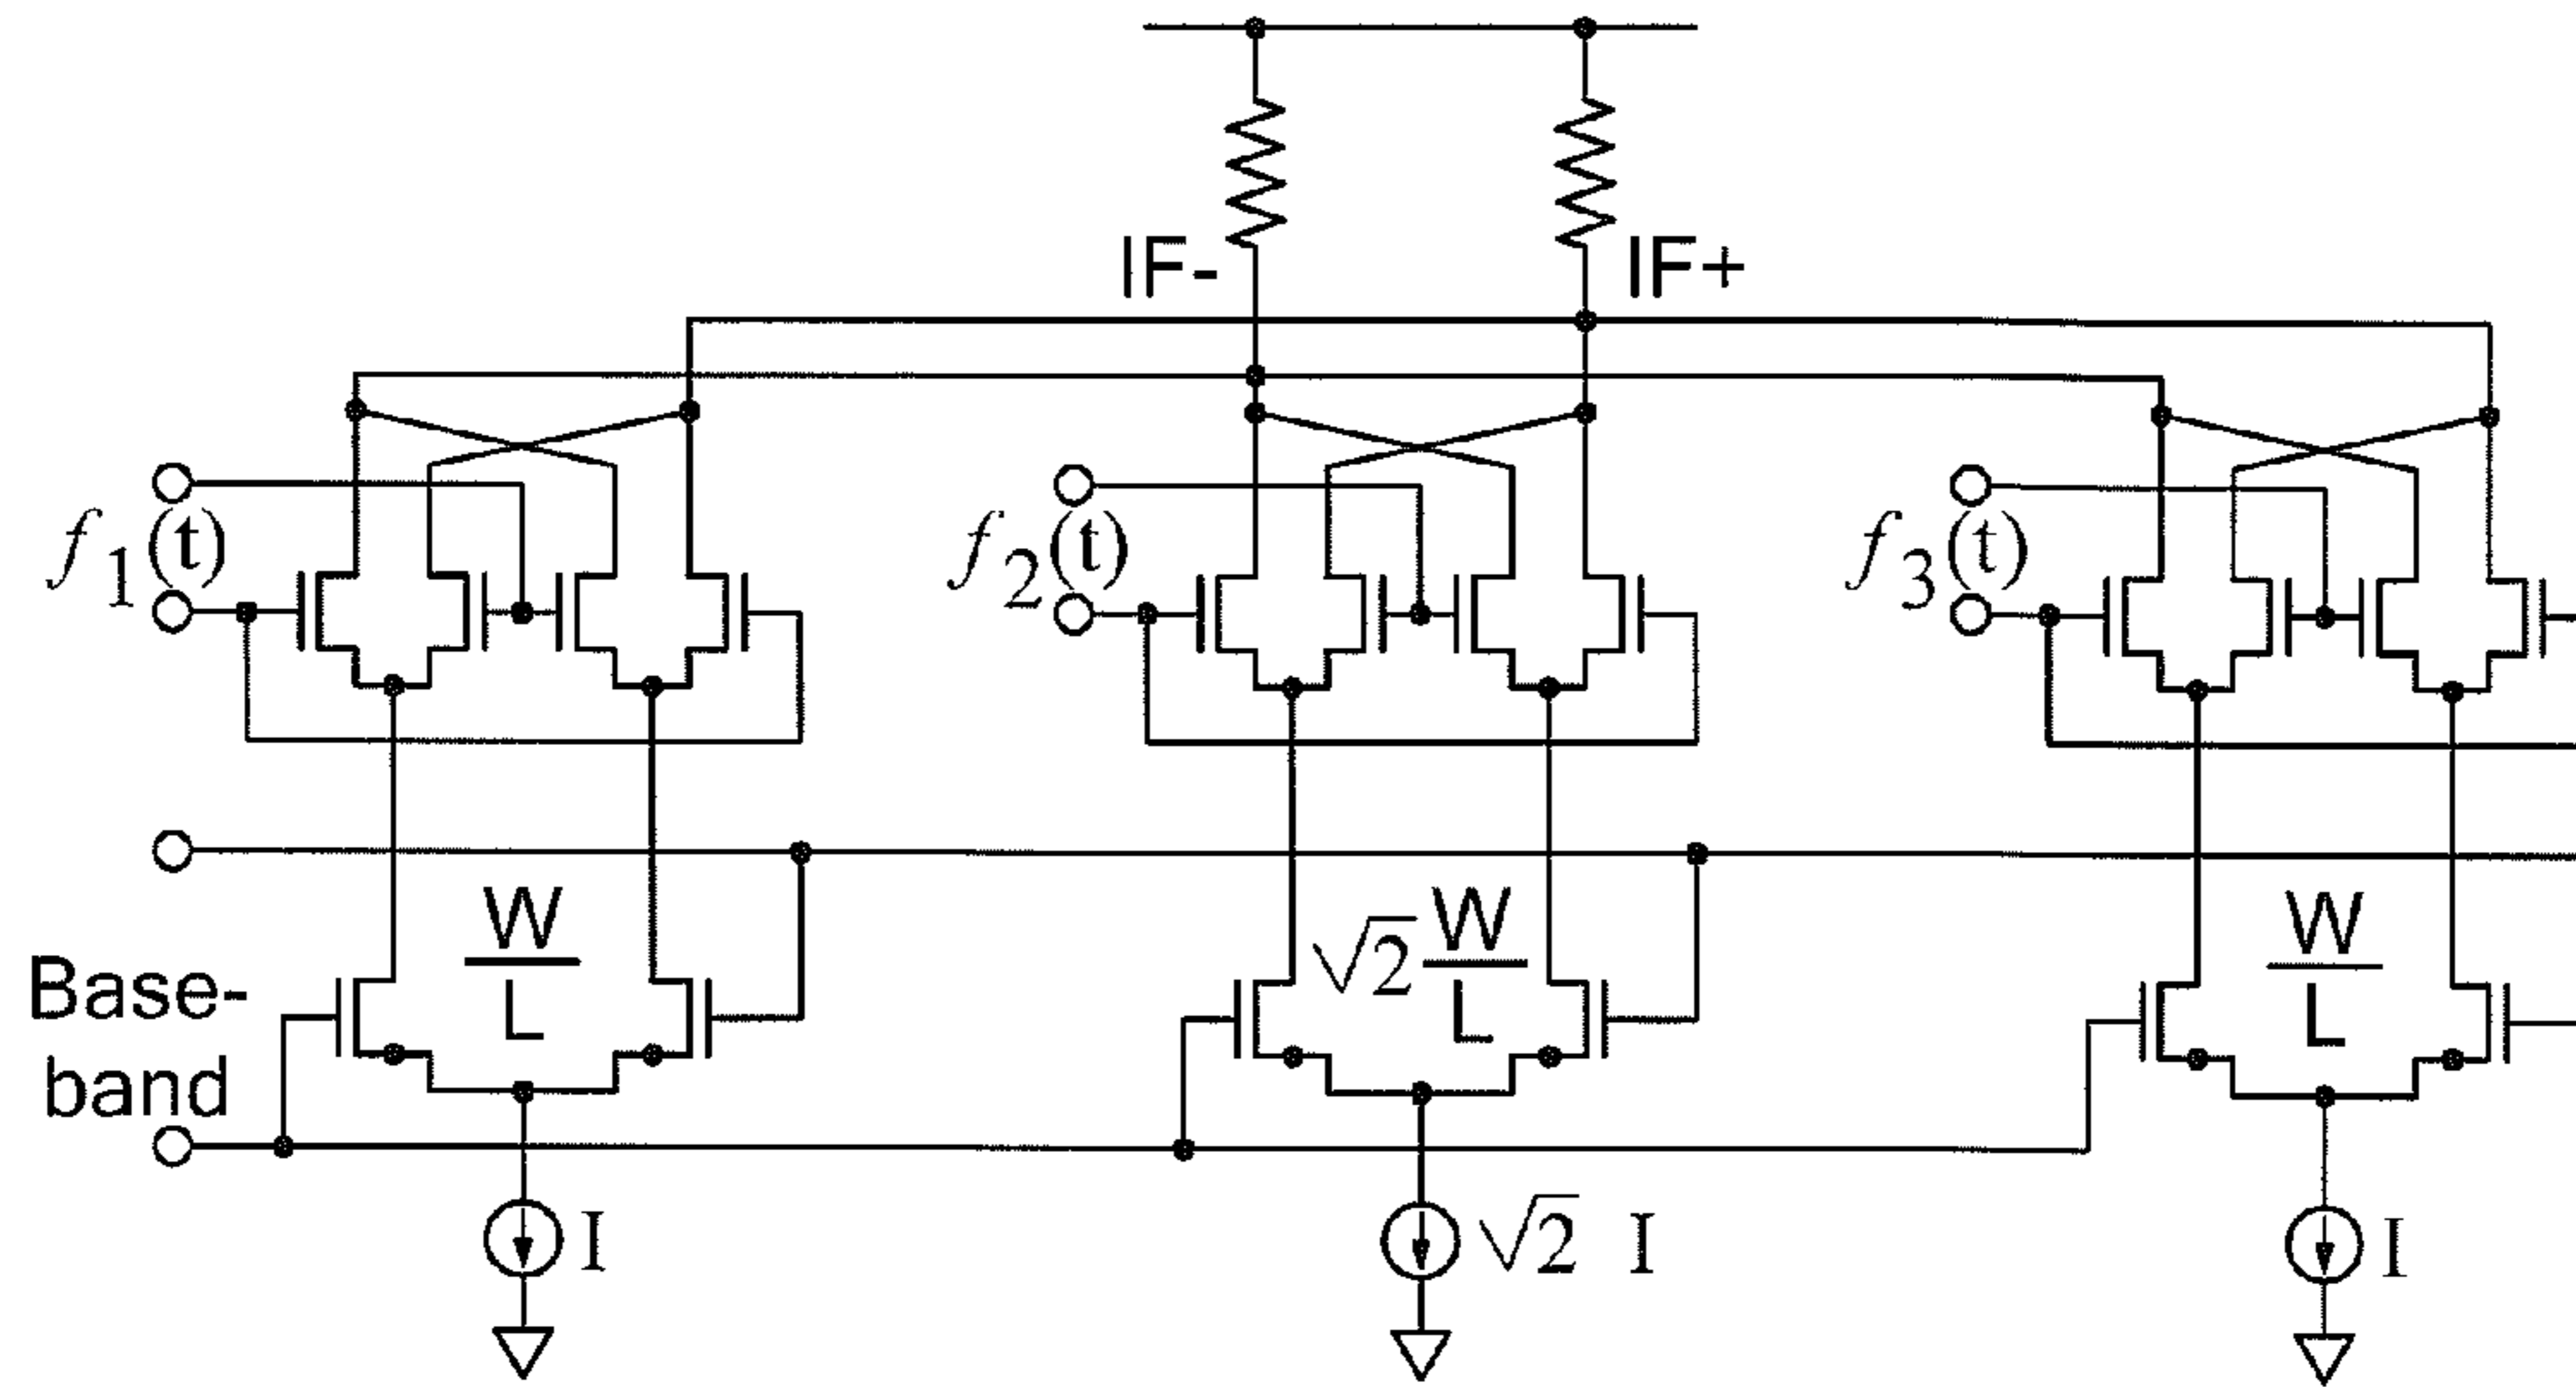 IF-
IF+
f1(t)
f2(t)
f3(t)
W
L
√2 W
L
W
L
Base-
band
I
√2 I
I